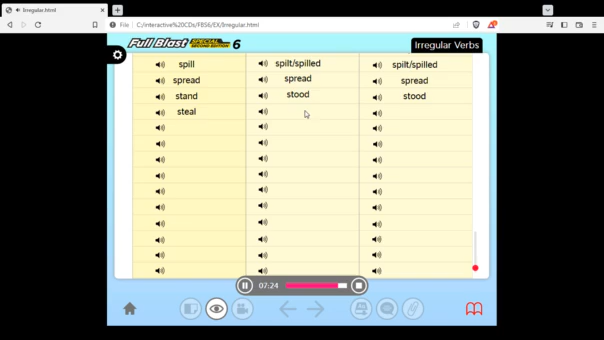 Irregular.html
File
C:/interactive%20CDs/FBS6/EX/Irregular.html
Full Blast SPECIAL SECOND EDITION 6
Irregular Verbs
spill spilt/spilled spilt/spilled
spread spread spread
stand stood stood
steal
07:24